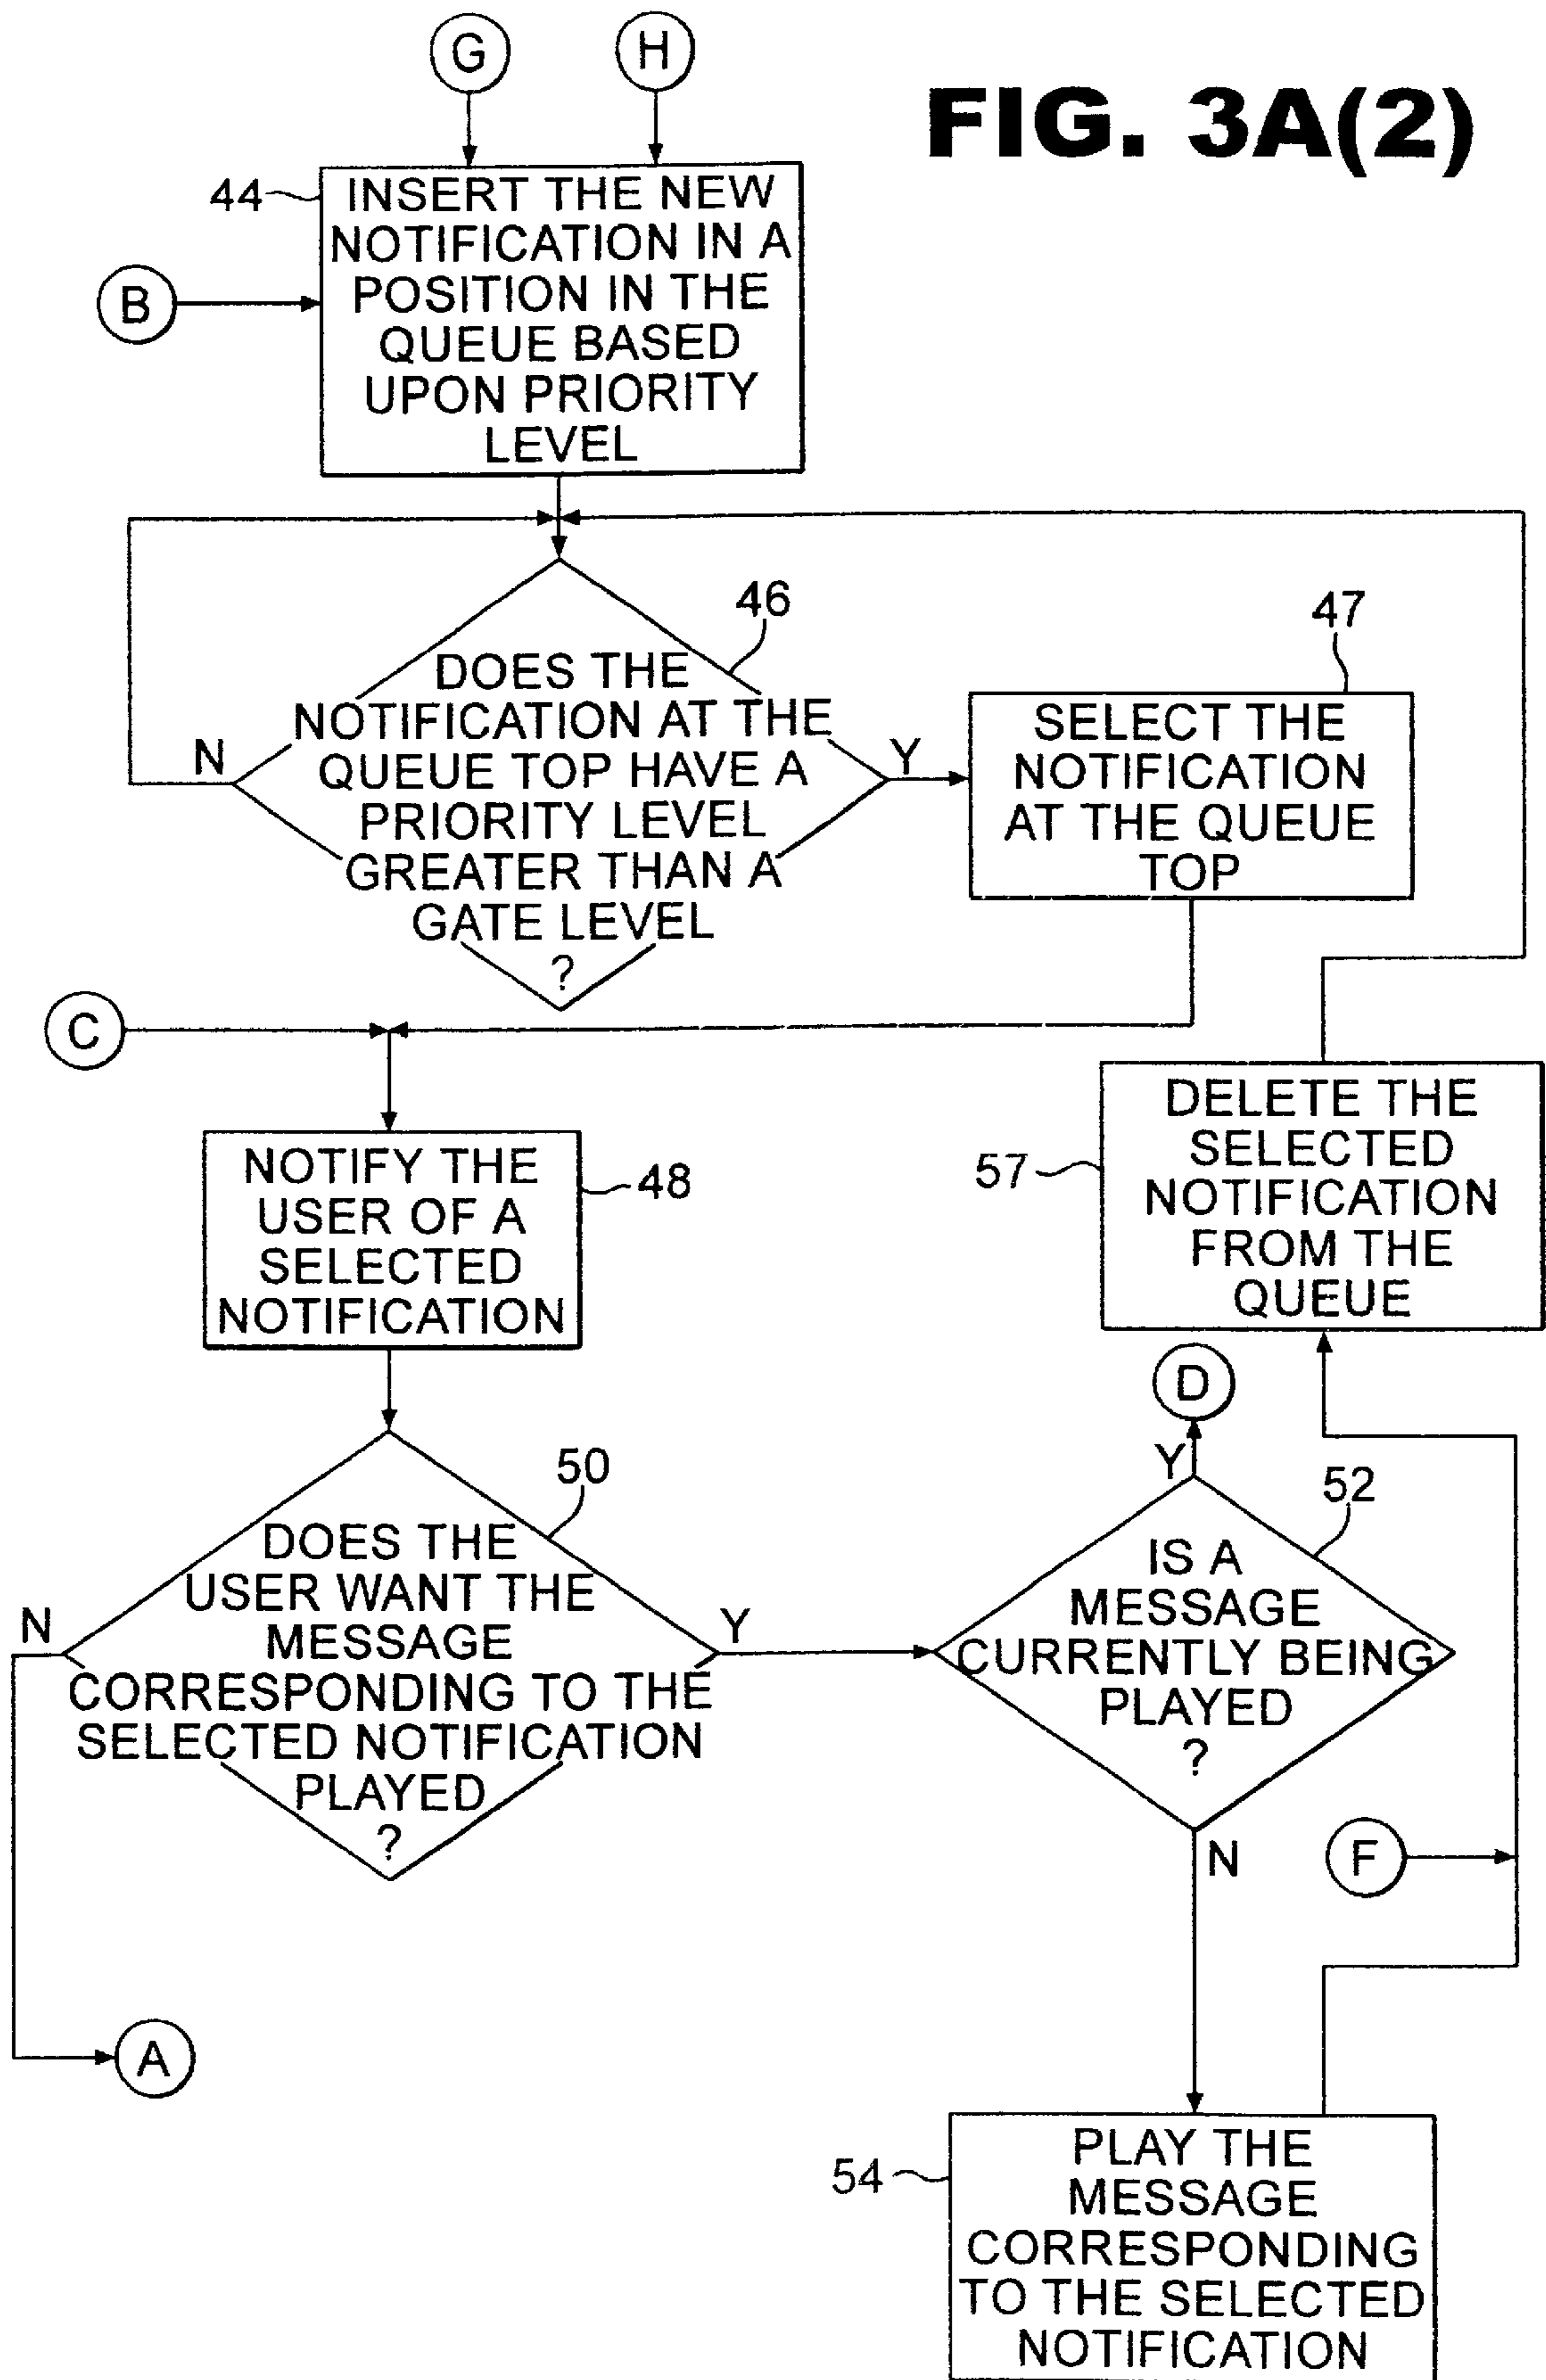 G
H
FIG. 3A(2)
44
INSERT THE NEW
NOTIFICATION IN A
POSITION IN THE
QUEUE BASED
UPON PRIORITY
LEVEL
B
46
DOES THE
NOTIFICATION AT THE
QUEUE TOP HAVE A
PRIORITY LEVEL
GREATER THAN A
GATE LEVEL
?
N
Y
47
SELECT THE
NOTIFICATION
AT THE QUEUE
TOP
C
NOTIFY THE
USER OF A
SELECTED
NOTIFICATION
48
57
DELETE THE
SELECTED
NOTIFICATION
FROM THE
QUEUE
D
Y
50
DOES THE
USER WANT THE
MESSAGE
CORRESPONDING TO THE
SELECTED NOTIFICATION
PLAYED
?
N
Y
52
IS A
MESSAGE
CURRENTLY BEING
PLAYED
?
N
F
A
54
PLAY THE
MESSAGE
CORRESPONDING
TO THE SELECTED
NOTIFICATION